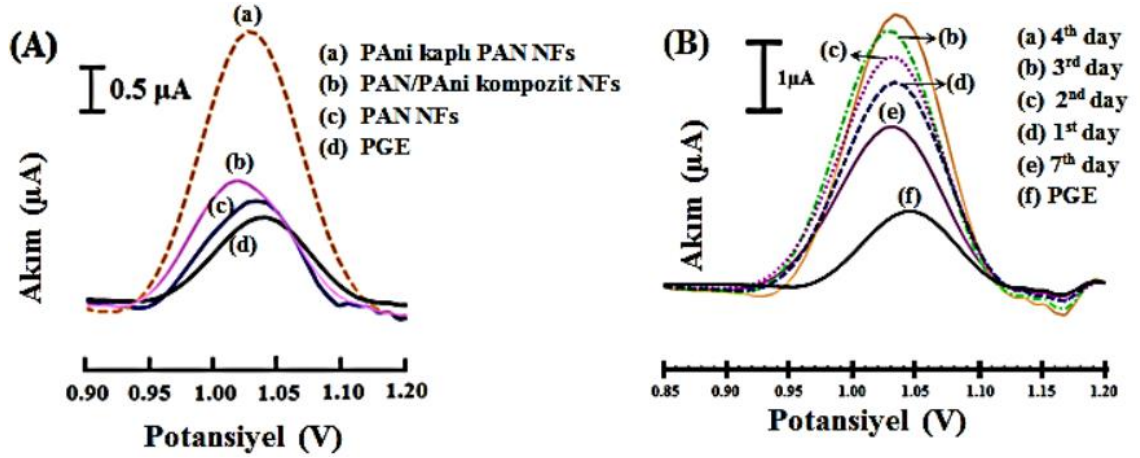 (A)
(a)
0.5 μA
(a) PAni kaplı PAN NFs
(b) PAN/PAni kompozit NFs
(c) PAN NFs
(d) PGE
(b)
(c)
(d)
Akım (μA)
0.90 0.95 1.00 1.05 1.10 1.20
Potansiyel (V)
(B)
1μA
(b)
(c)
(d)
(e)
(f)
(a) 4th day
(b) 3rd day
(c) 2nd day
(d) 1st day
(e) 7th day
(f) PGE
Akım (μA)
0.85 0.90 0.95 1.00 1.05 1.10 1.15 1.20
Potansiyel (V)